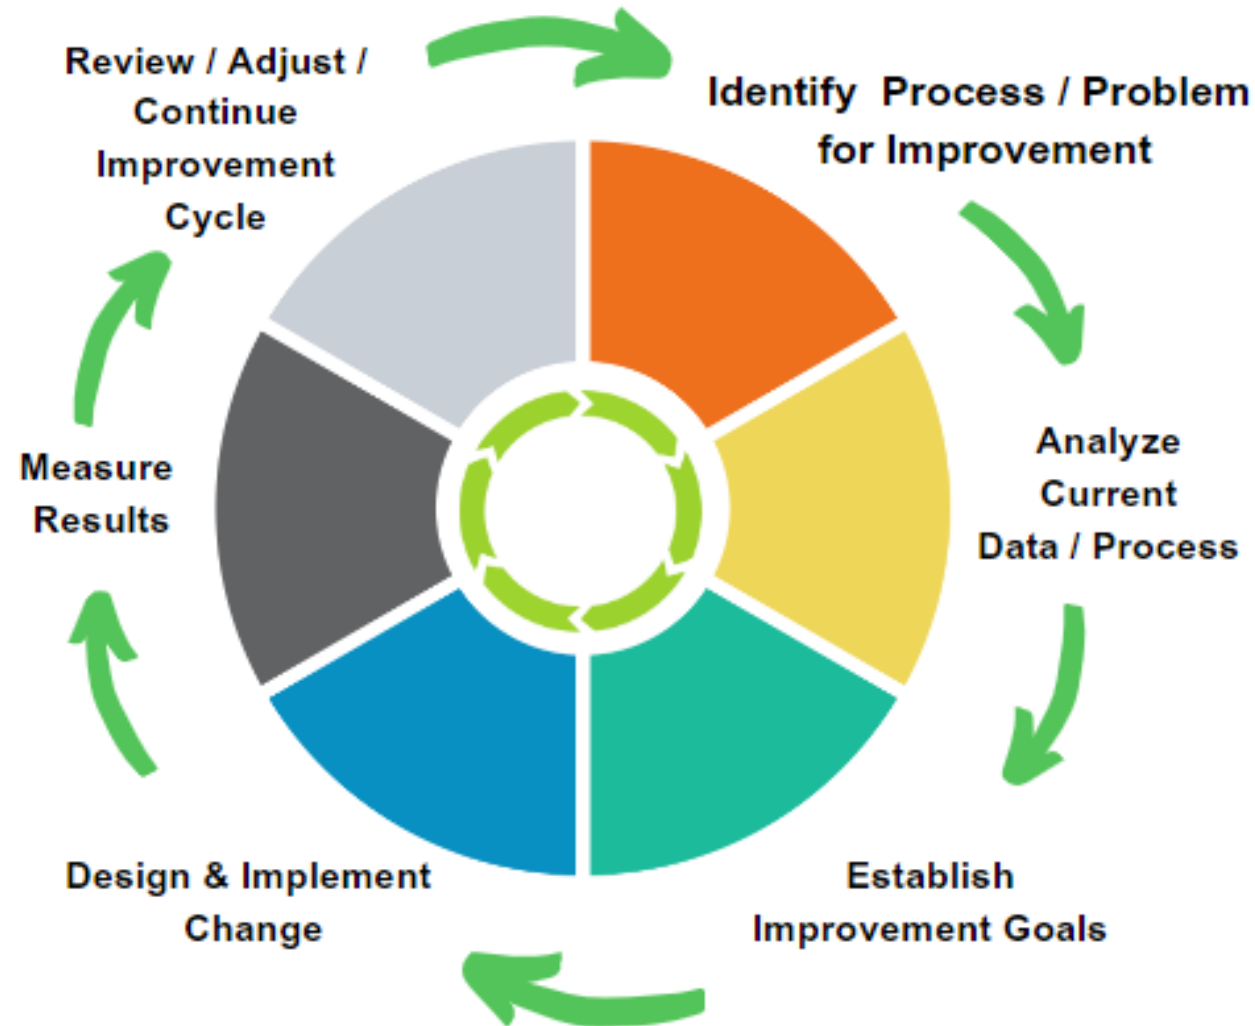 Review / Adjust /
Continue
Improvement
Cycle
Identify  Process / Problem
for Improvement
Analyze
Current
Data / Process
Establish
Improvement Goals
Design & Implement
Change
Measure
Results